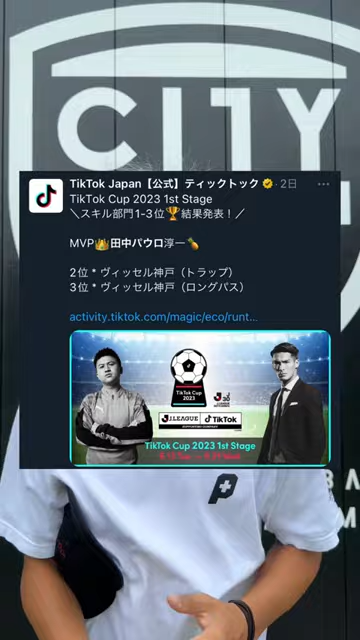 CITY
TikTok Japan【公式】ティックトック · 2日
TikTok Cup 2023 1st Stage
＼スキル部門1-3位🏆結果発表！／
MVP👑田中パウロ淳一🍍
2位 * ヴィッセル神戸（トラップ）
3位 * ヴィッセル神戸（ロングパス）
activity.tiktok.com/magic/eco/runt...
TikTok Cup
2023
J.LEAGUE TikTok
SUPPORTING COMPANY
TikTok Cup 2023 1st Stage